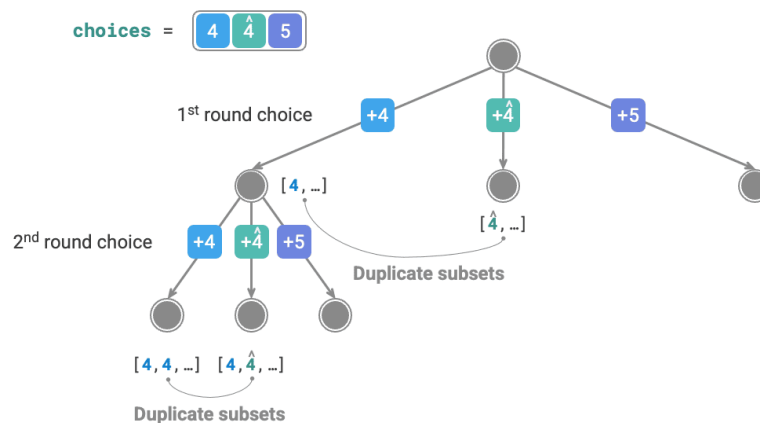 choices = 4 4̂ 5
1st round choice
+4 +4̂ +5
[4,…]
[4̂,…]
2nd round choice
+4 +4̂ +5
Duplicate subsets
[4,4,…] [4,4̂,…]
Duplicate subsets